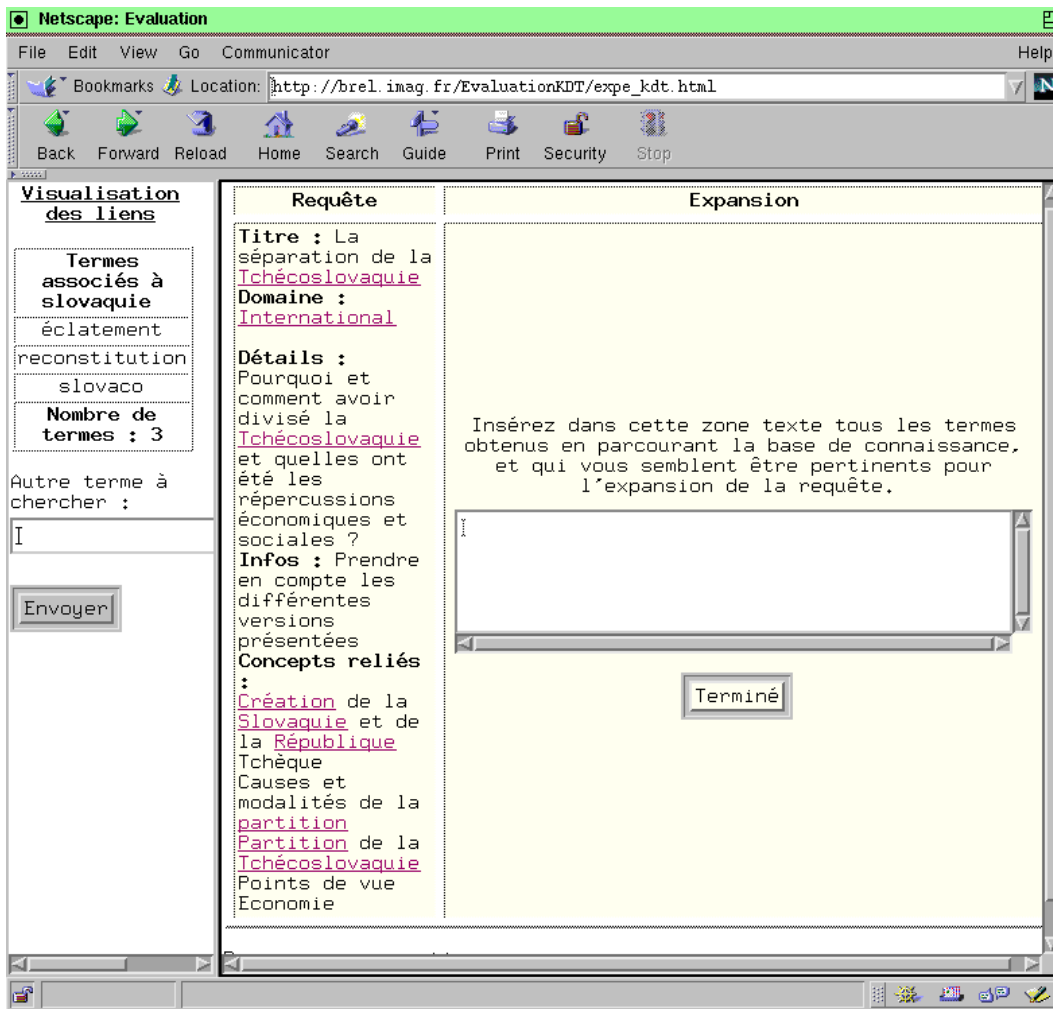 Netscape: Evaluation
File Edit View Go Communicator Help
Bookmarks Location: http://brel.imag.fr/EvaluationKDT/expe_kdt.html
N
Back Forward Reload Home Search Guide Print Security Stop
Visualisation
des liens
Termes
associés à
slovaquie
éclatement
reconstitution
slovaco
Nombre de
termes : 3
Autre terme à
chercher :
Envoyer
Requête
Titre : La
séparation de la
Tchécoslovaquie
Domaine :
International
Détails :
Pourquoi et
comment avoir
divisé la
Tchécoslovaquie
et quelles ont
été les
répercussions
économiques et
sociales ?
Infos : Prendre
en compte les
différentes
versions
présentées
Concepts reliés
:
Création de la
Slovaquie et de
la République
Tchèque
Causes et
modalités de la
partition
Partition de la
Tchécoslovaquie
Points de vue
Economie
Expansion
Insérez dans cette zone texte tous les termes
obtenus en parcourant la base de connaissance,
et qui vous semblent être pertinents pour
l'expansion de la requête.
Terminé